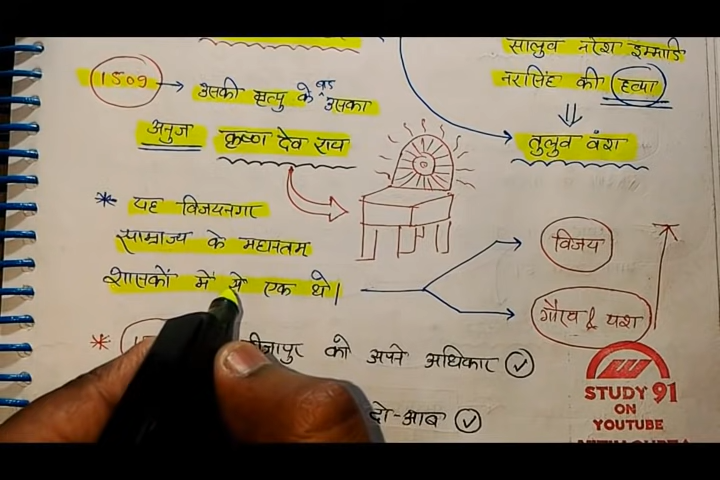 सालुव नरेश इम्माडि
नरसिंह की हत्या
1509 → उसकी मृत्यु के बाद उसका
अनुज कृष्ण देव राय
तुलुव वंश
* यह विजयनगर
साम्राज्य के महानतम
शासकों में से एक थे।
विजय
गौरव & यश
* बीजापुर को अपने अधिकार
दो-आब
STUDY 91
ON
YOUTUBE